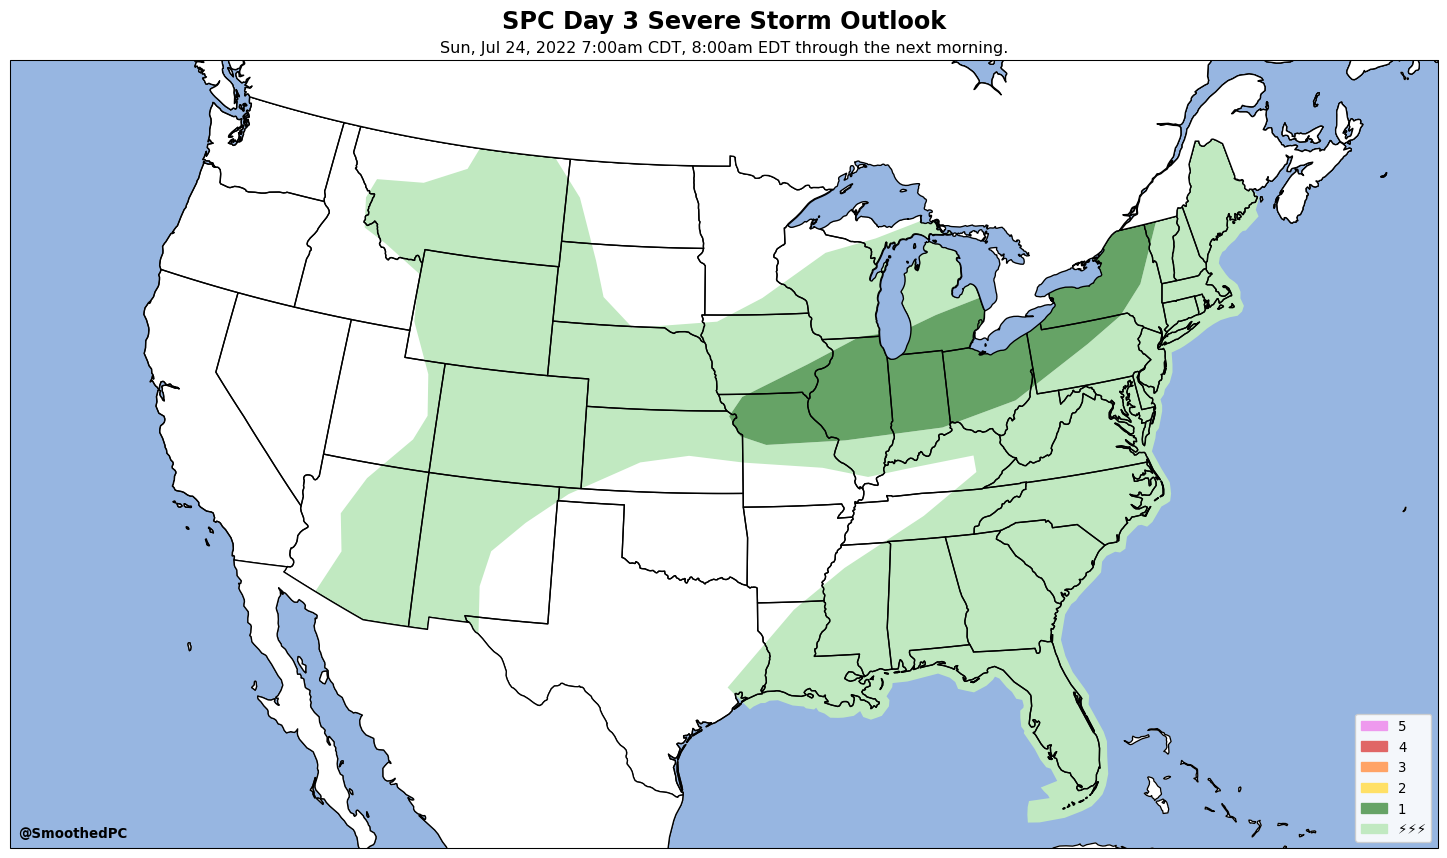 SPC Day 3 Severe Storm Outlook
Sun, Jul 24, 2022 7:00am CDT, 8:00am EDT through the next morning.
5
4
3
2
1
⚡⚡⚡
@SmoothedPC